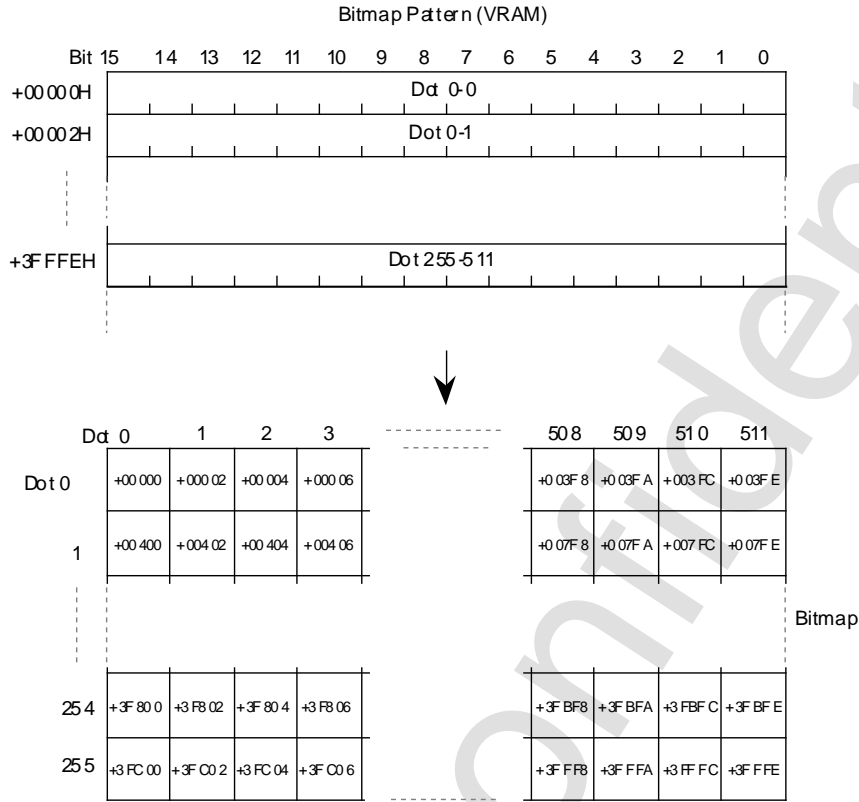 Bitmap Pattern (VRAM)
Bit 15 14 13 12 11 10 9 8 7 6 5 4 3 2 1 0
+00000H Dot 0-0
+00002H Dot 0-1
+3FFFEH Dot 255-511
Dot 0 1 2 3 508 509 510 511
Dot 0 +00000 +00002 +00004 +00006 +003F8 +003FA +003FC +003FE
1 +00400 +00402 +00404 +00406 +007F8 +007FA +007FC +007FE
Bitmap
254 +3F800 +3F802 +3F804 +3F806 +3FBF8 +3FBFA +3FBFC +3FBFE
255 +3FC00 +3FC02 +3FC04 +3FC06 +3FFF8 +3FFFA +3FFFC +3FFFE
onfiden